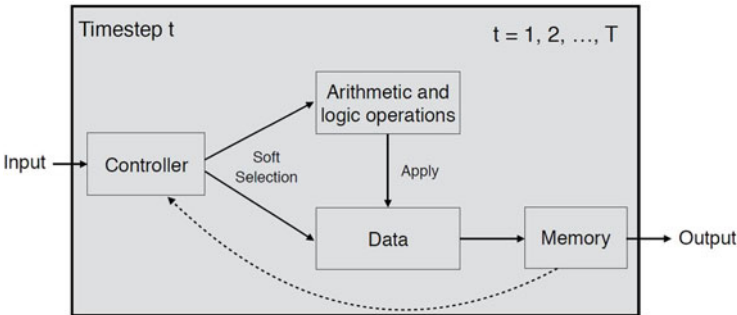 Timestep t
t = 1, 2, ..., T
Arithmetic and
logic operations
Input
Controller
Soft
Selection
Apply
Data
Memory
Output